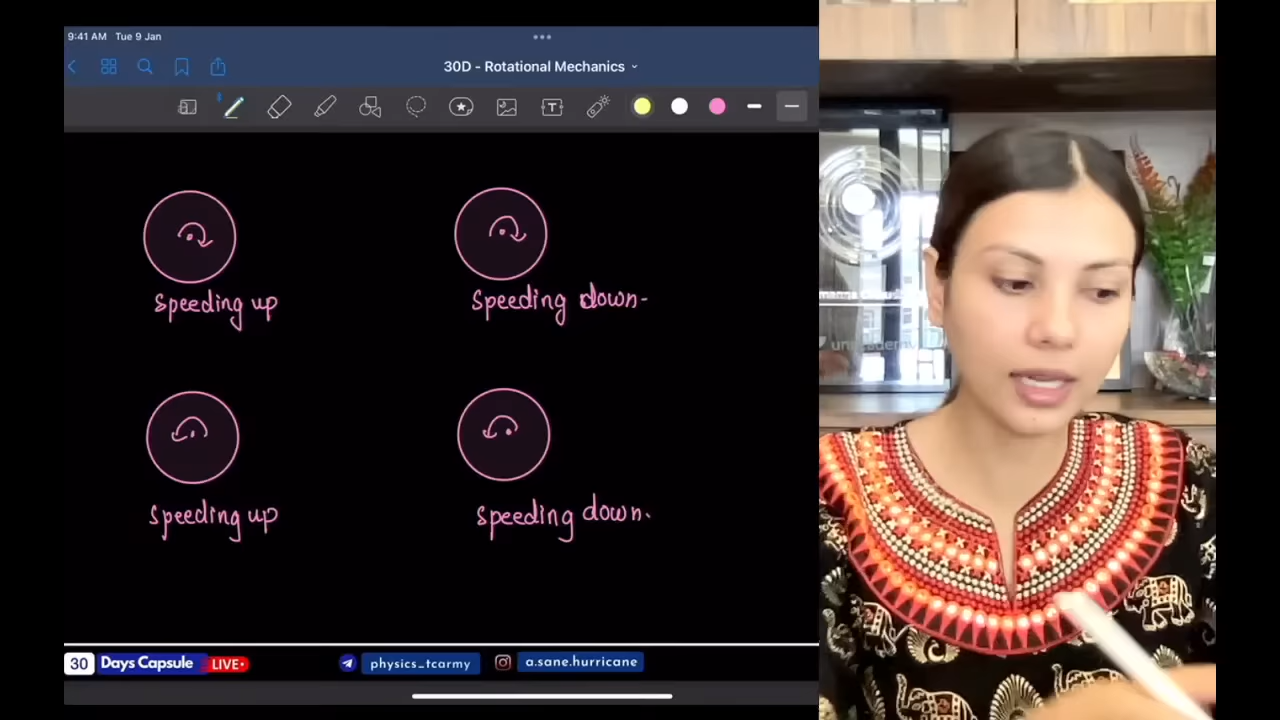 9:41 AM Tue 9 Jan
30D - Rotational Mechanics
T
speeding up
speeding down-
speeding up
speeding down.
30 Days Capsule LIVE
physics_tcarmy
a.sane.hurricane